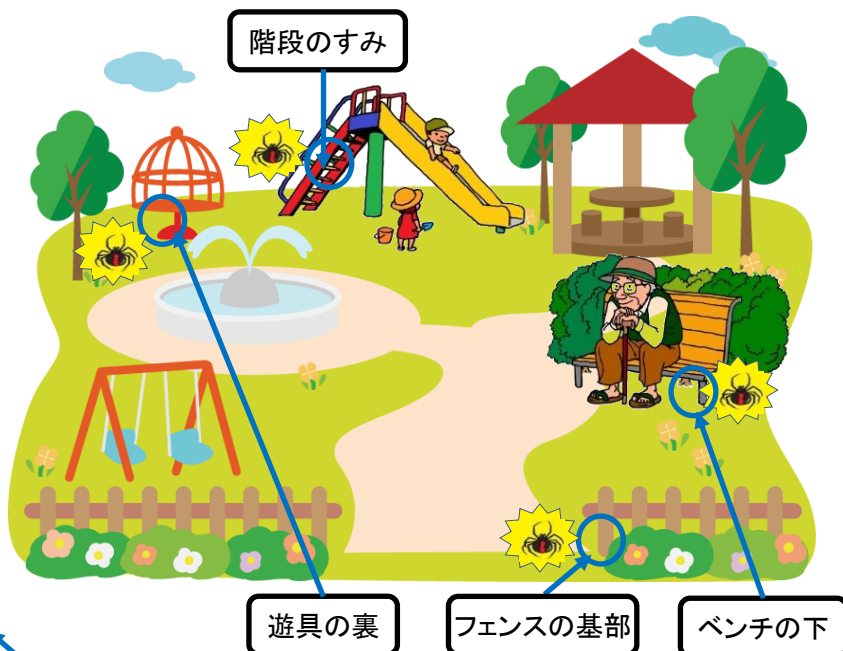 階段のすみ
遊具の裏
フェンスの基部
ベンチの下